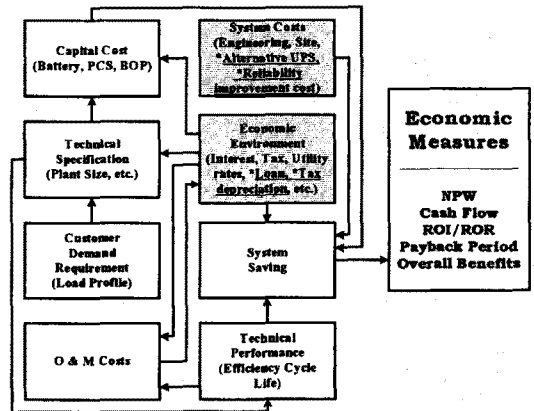 Capital Cost
(Battery, PCS, BOP)
System Costs
(Engineering, Site,
*Alternative UPS,
*Reliability
improvement cost)
Technical
Specification
(Plant Size, etc.)
Economic
Environment
(Interest, Tax, Utility
rates, *Loan, *Tax
depreciation, etc.)
Customer
Demand
Requirement
(Load Profile)
System
Saving
O & M Costs
Technical
Performance
(Efficiency Cycle
Life)
Economic
Measures
NPW
Cash Flow
ROI/ROR
Payback Period
Overall Benefits